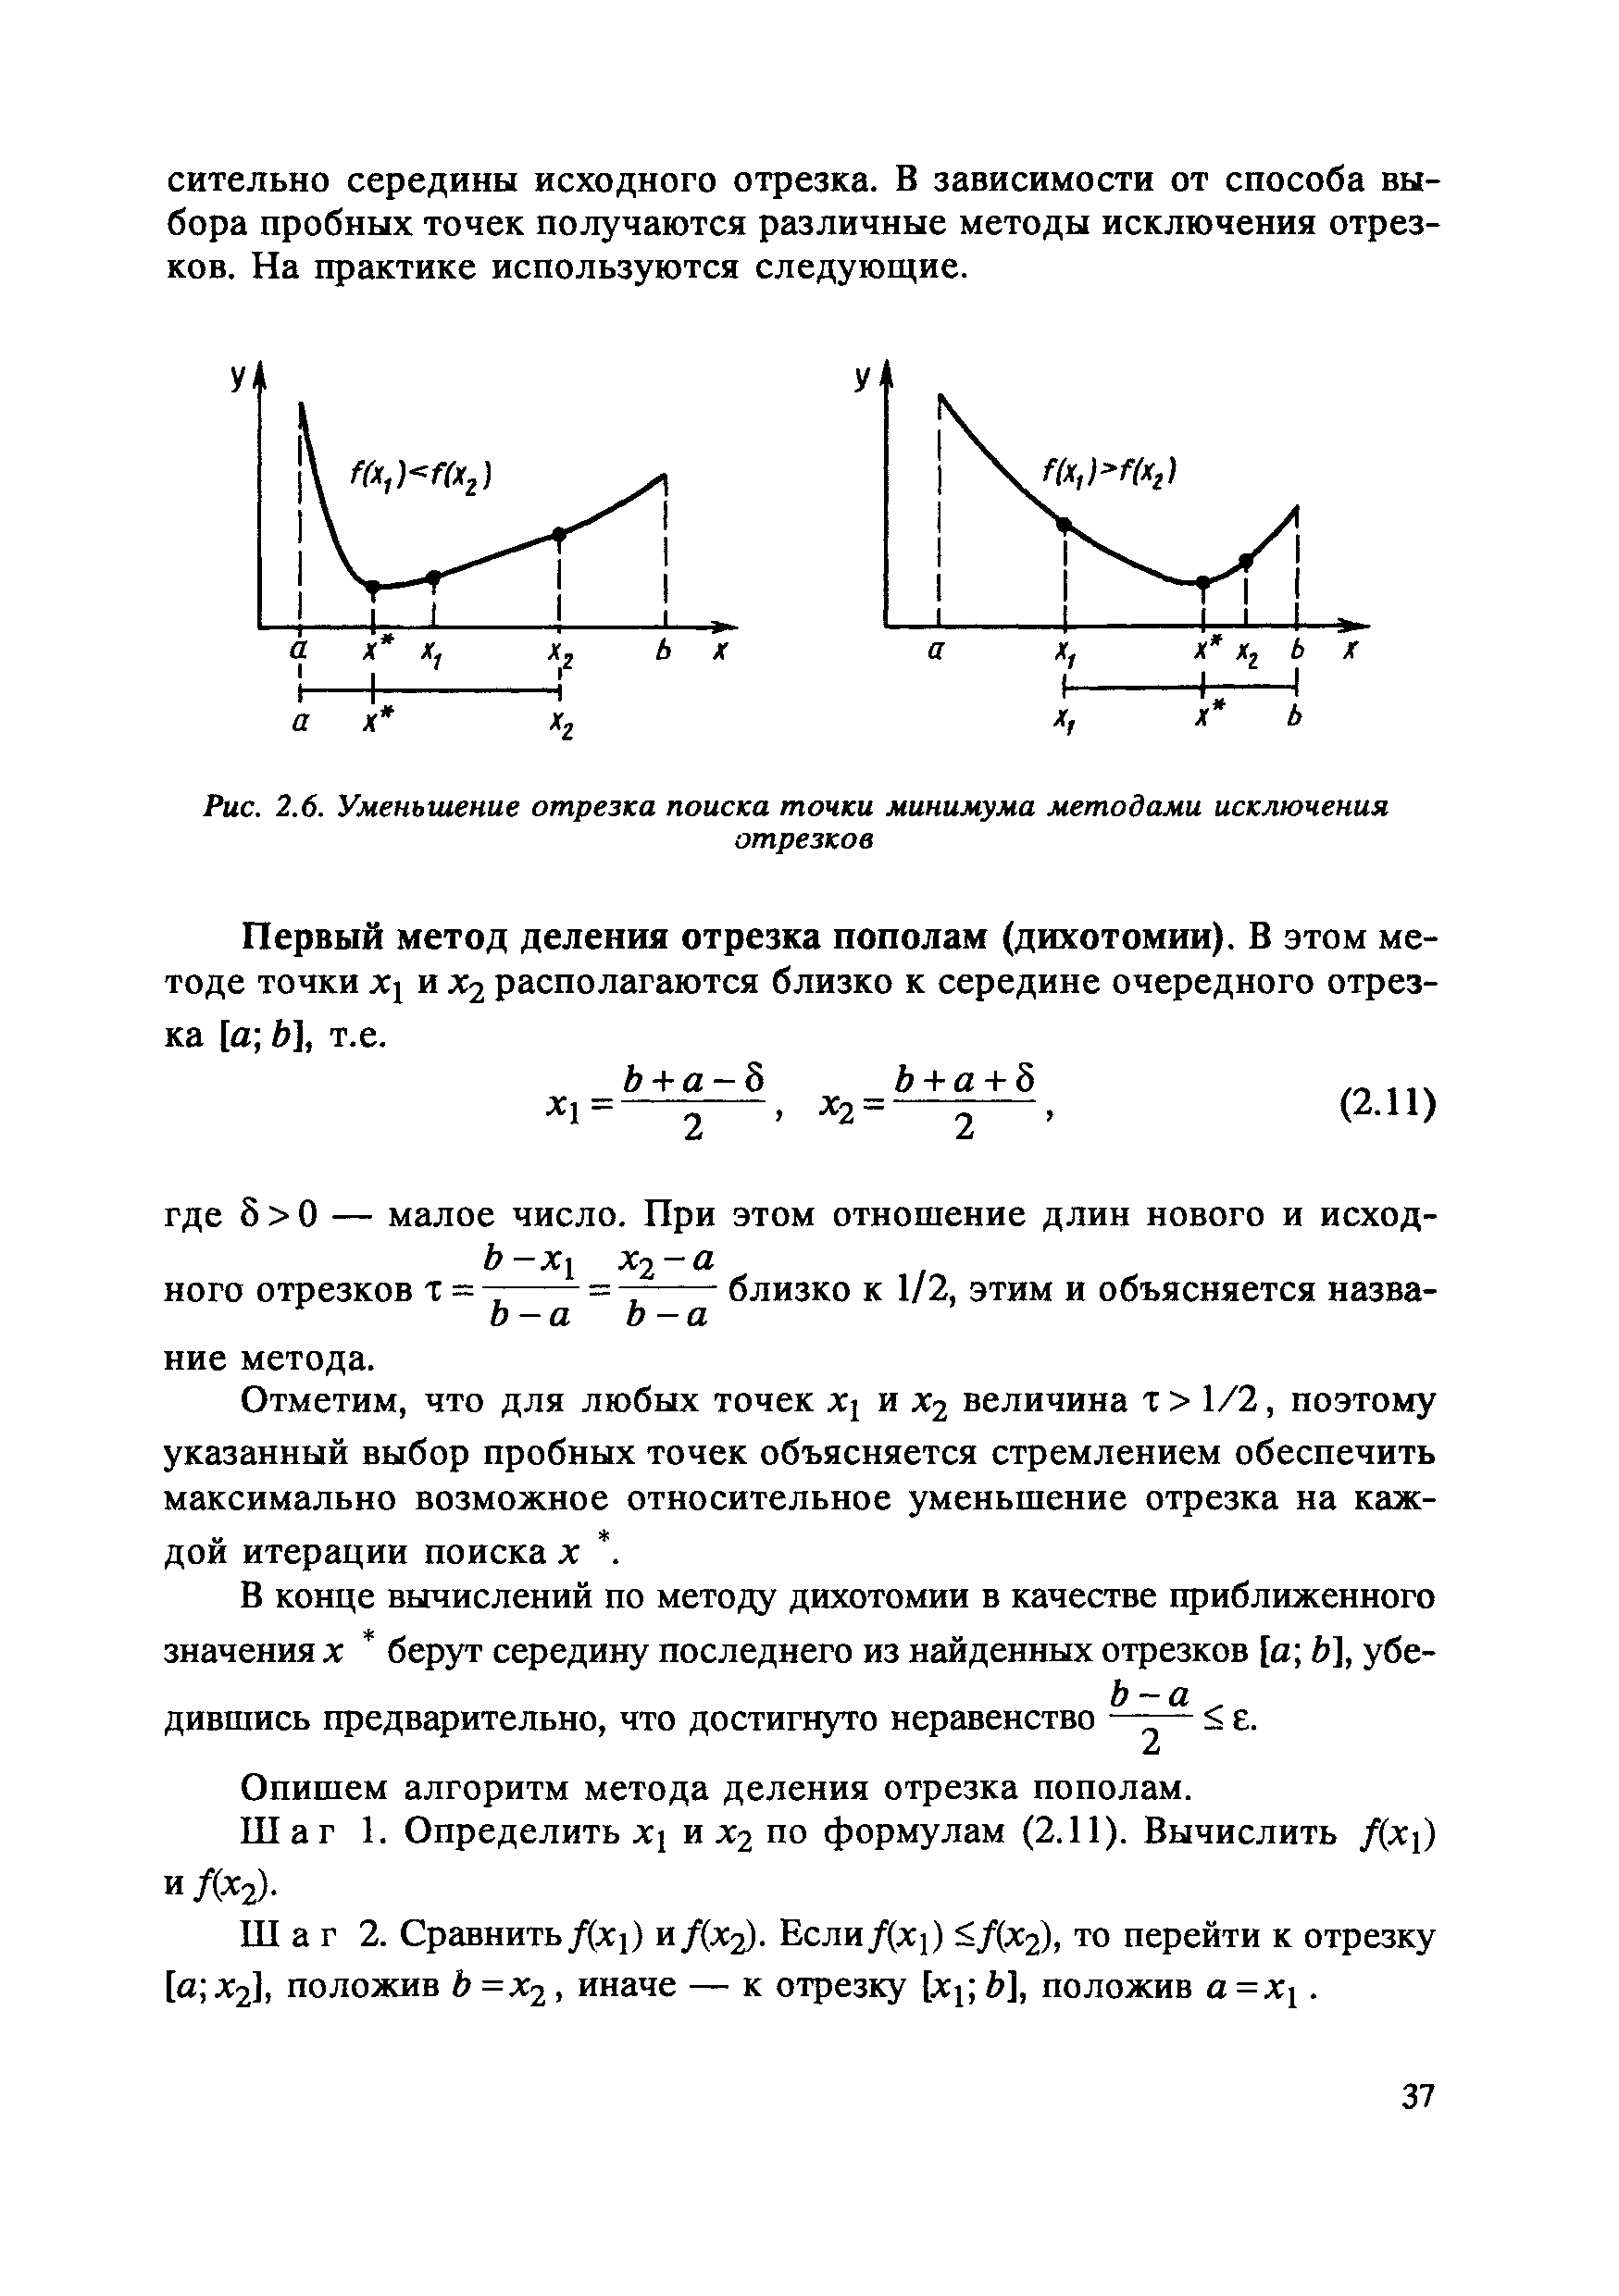 сительно середины исходного отрезка. В зависимости от способа вы-
бора пробных точек получаются различные методы исключения отрез-
ков. На практике используются следующие.
y y
f(x₁)<f(x₂) f(x₁)>f(x₂)
a x* x₁ x₂ b x a x₁ x* x₂ b x
a x* x₂ x₁ x* b
Рис. 2.6. Уменьшение отрезка поиска точки минимума методами исключения
отрезков
Первый метод деления отрезка пополам (дихотомии). В этом ме-
тоде точки x₁ и x₂ располагаются близко к середине очередного отрез-
ка [a; b], т.е.
x₁ = (b + a − δ)/2, x₂ = (b + a + δ)/2, (2.11)
где δ > 0 — малое число. При этом отношение длин нового и исход-
ного отрезков τ = (b − x₁)/(b − a) = (x₂ − a)/(b − a) близко к 1/2, этим и объясняется назва-
ние метода.
Отметим, что для любых точек x₁ и x₂ величина τ > 1/2, поэтому
указанный выбор пробных точек объясняется стремлением обеспечить
максимально возможное относительное уменьшение отрезка на каж-
дой итерации поиска x *.
В конце вычислений по методу дихотомии в качестве приближенного
значения x * берут середину последнего из найденных отрезков [a; b], убе-
дившись предварительно, что достигнуто неравенство (b − a)/2 ≤ ε.
Опишем алгоритм метода деления отрезка пополам.
Ш а г 1. Определить x₁ и x₂ по формулам (2.11). Вычислить f(x₁)
и f(x₂).
Ш а г 2. Сравнить f(x₁) и f(x₂). Если f(x₁) ≤ f(x₂), то перейти к отрезку
[a; x₂], положив b = x₂, иначе — к отрезку [x₁; b], положив a = x₁.
37